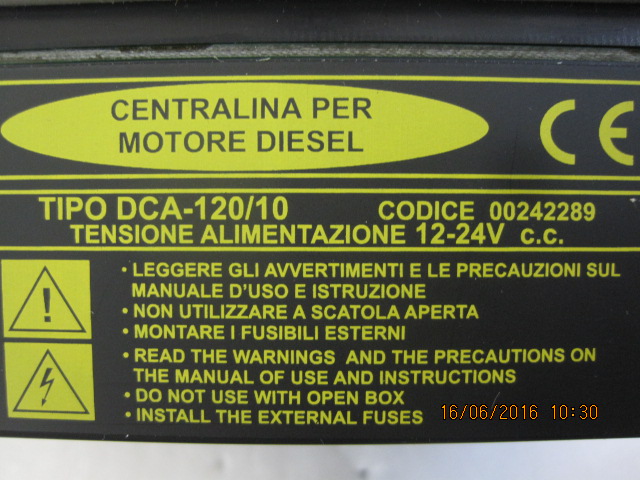 CENTRALINA PER
MOTORE DIESEL
CE
TIPO DCA-120/10 CODICE 00242289
TENSIONE ALIMENTAZIONE 12-24V c.c.
• LEGGERE GLI AVVERTIMENTI E LE PRECAUZIONI SUL
MANUALE D'USO E ISTRUZIONE
• NON UTILIZZARE A SCATOLA APERTA
• MONTARE I FUSIBILI ESTERNI
• READ THE WARNINGS AND THE PRECAUTIONS ON
THE MANUAL OF USE AND INSTRUCTIONS
• DO NOT USE WITH OPEN BOX
• INSTALL THE EXTERNAL FUSES
16/06/2016 10:30